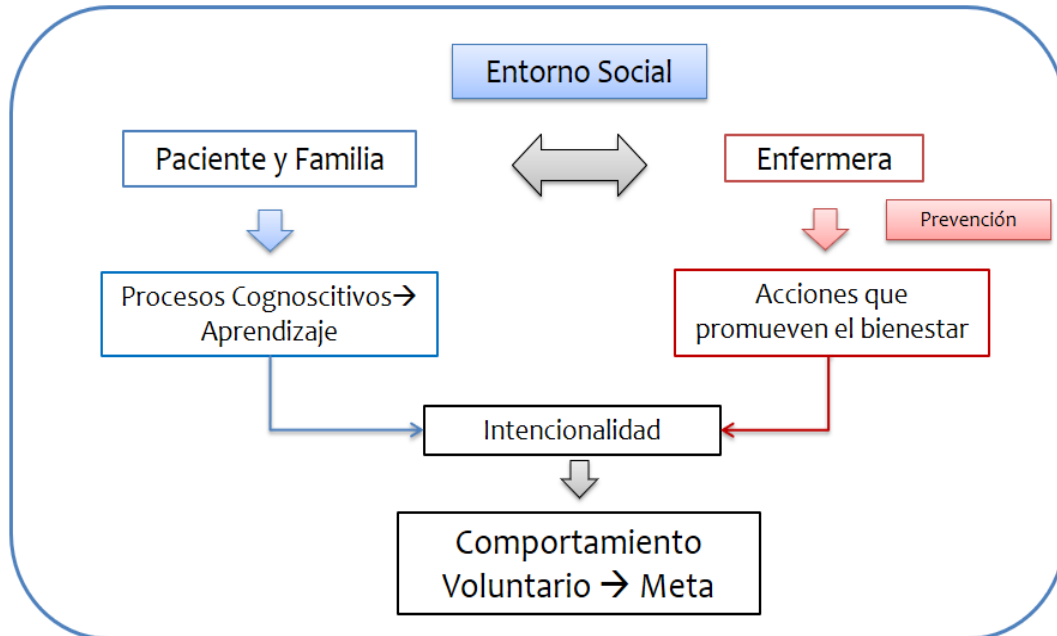 Entorno Social
Paciente y Familia
Enfermera
Prevención
Procesos Cognoscitivos→
Aprendizaje
Acciones que
promueven el bienestar
Intencionalidad
Comportamiento
Voluntario → Meta